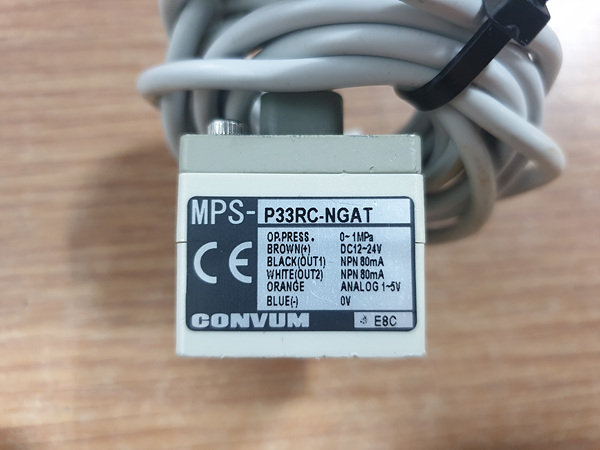 MPS-P33RC-NGAT
OP.PRESS. 0~1MPa
BROWN(+) DC12~24V
BLACK(OUT1) NPN 80mA
WHITE(OUT2) NPN 80mA
ORANGE ANALOG 1~5V
BLUE(-) 0V
CE
CONVUM E8C